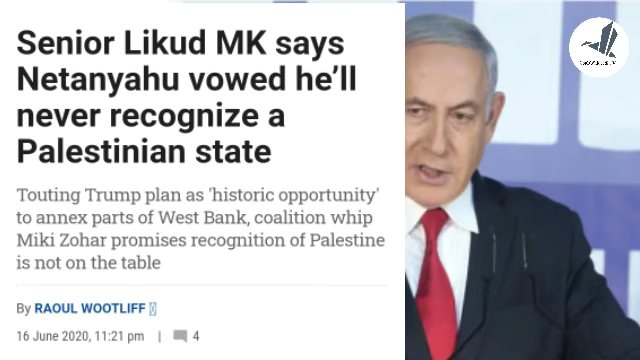 Senior Likud MK says
Netanyahu vowed he'll
never recognize a
Palestinian state
Touting Trump plan as 'historic opportunity'
to annex parts of West Bank, coalition whip
Miki Zohar promises recognition of Palestine
is not on the table
By RAOUL WOOTLIFF
16 June 2020, 11:21 pm | 4